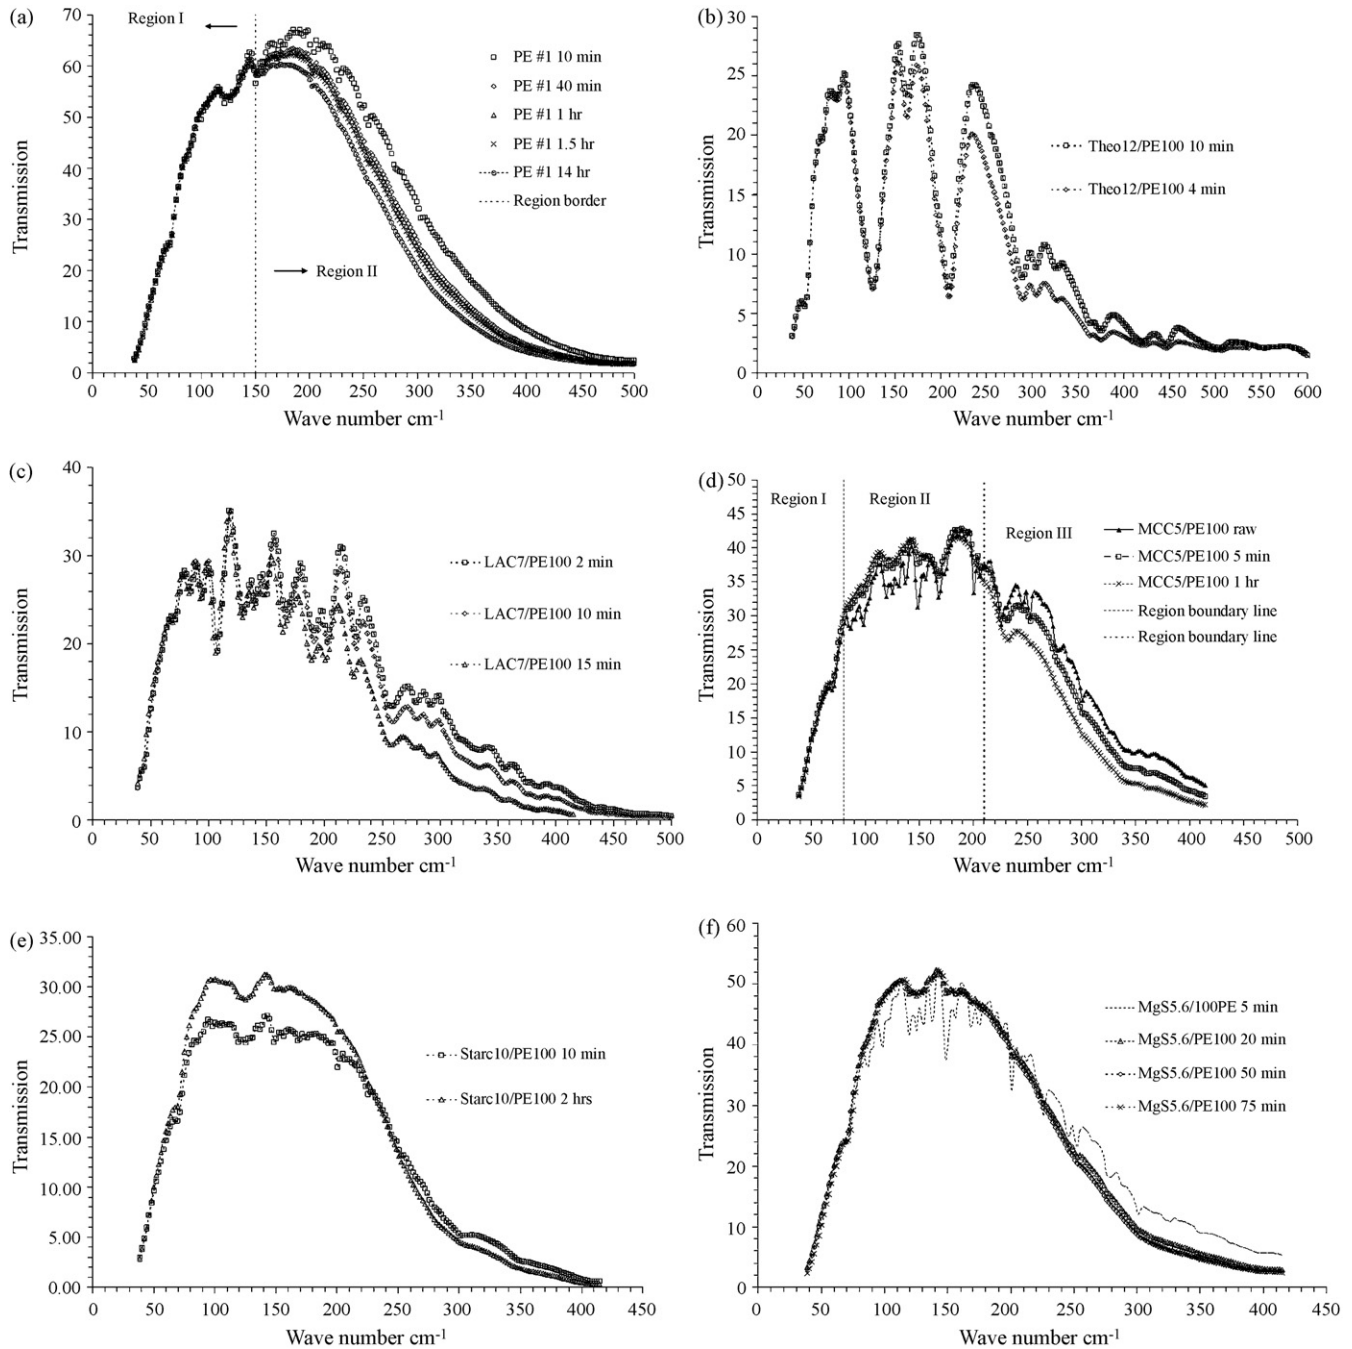 (a)
70
60
50
40
30
20
10
0
Transmission
Region I
Region II
PE #1 10 min
PE #1 40 min
PE #1 1 hr
PE #1 1.5 hr
PE #1 14 hr
Region border
0 50 100 150 200 250 300 350 400 450 500
Wave number cm-1
(b)
30
25
20
15
10
5
0
Transmission
Theo12/PE100 10 min
Theo12/PE100 4 min
0 50 100 150 200 250 300 350 400 450 500 550 600
Wave number cm-1
(c)
40
30
20
10
0
Transmission
LAC7/PE100 2 min
LAC7/PE100 10 min
LAC7/PE100 15 min
0 50 100 150 200 250 300 350 400 450 500
Wave number cm-1
(d)
50
45
40
35
30
25
20
15
10
5
0
Transmission
Region I
Region II
Region III
MCC5/PE100 raw
MCC5/PE100 5 min
MCC5/PE100 1 hr
Region boundary line
Region boundary line
0 50 100 150 200 250 300 350 400 450 500
Wave number cm-1
(e)
35.00
30.00
25.00
20.00
15.00
10.00
5.00
0.00
Transmission
Starc10/PE100 10 min
Starc10/PE100 2 hrs
0 50 100 150 200 250 300 350 400 450
Wave number cm-1
(f)
60
50
40
30
20
10
0
Transmission
MgS5.6/100PE 5 min
MgS5.6/PE100 20 min
MgS5.6/PE100 50 min
MgS5.6/PE100 75 min
0 50 100 150 200 250 300 350 400 450
Wave number cm-1